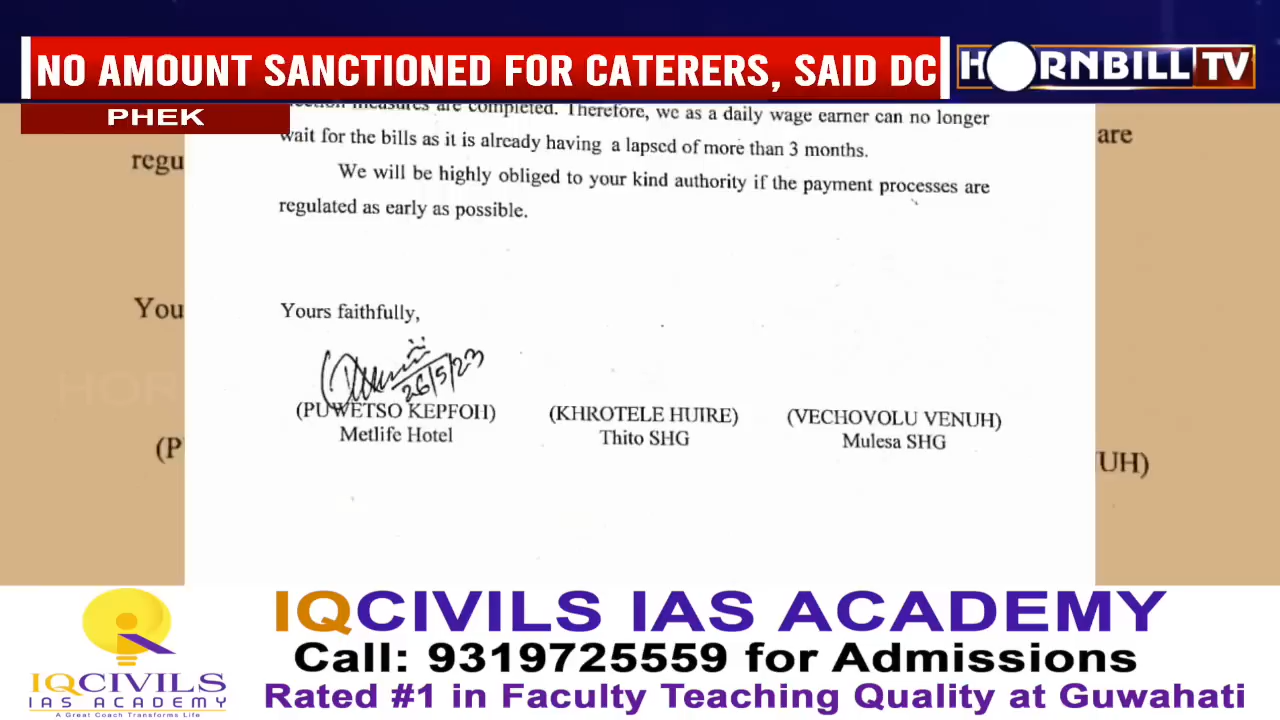 NO AMOUNT SANCTIONED FOR CATERERS, SAID DC
HORNBILL TV
PHEK
measures are completed. Therefore, we as a daily wage earner can no longer
wait for the bills as it is already having a lapsed of more than 3 months.
We will be highly obliged to your kind authority if the payment processes are
regulated as early as possible.
Yours faithfully,
26/5/23
(PUWETSO KEPFOH) (KHROTELE HUIRE) (VECHOVOLU VENUH)
Metlife Hotel Thito SHG Mulesa SHG
are
regu
You
(P
UH)
IQCIVILS IAS ACADEMY
Call: 9319725559 for Admissions
Rated #1 in Faculty Teaching Quality at Guwahati
IQCIVILS
IAS ACADEMY
A Great Coach Transforms Life